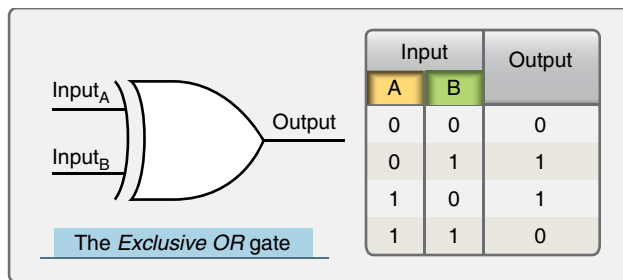 Input_A
Input_B
Output
The Exclusive OR gate
Input Output
A B
0 0 0
0 1 1
1 0 1
1 1 0